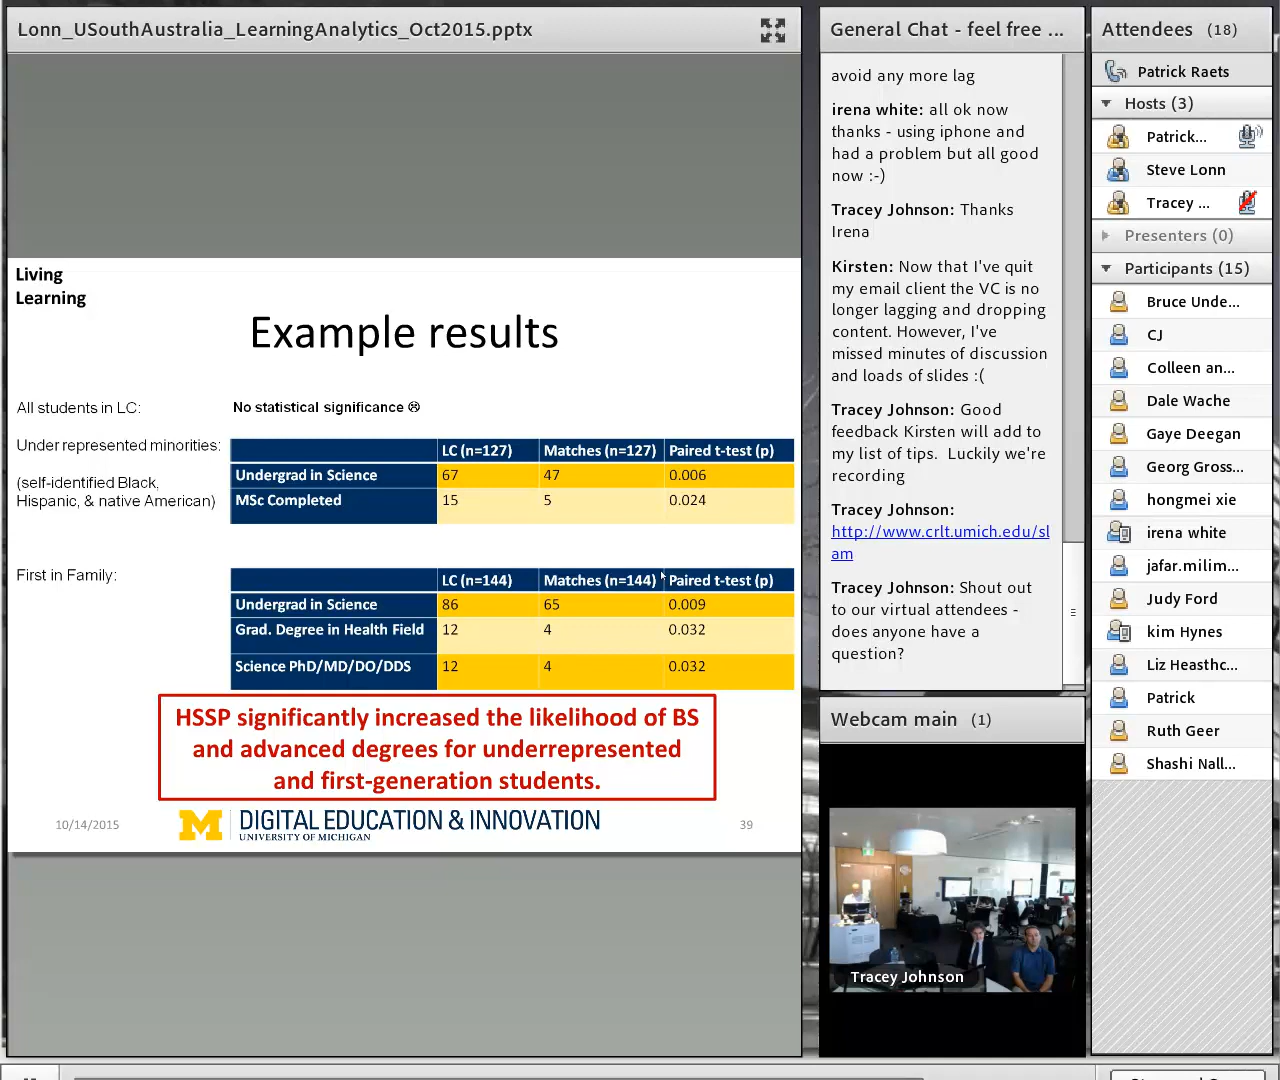 Lonn_USouthAustralia_LearningAnalytics_Oct2015.pptx
Living
Learning
Example results
All students in LC:
No statistical significance ☹
Under represented minorities:
(self-identified Black,
Hispanic, & native American)
LC (n=127) Matches (n=127) Paired t-test (p)
Undergrad in Science 67 47 0.006
MSc Completed 15 5 0.024
First in Family:
LC (n=144) Matches (n=144) Paired t-test (p)
Undergrad in Science 86 65 0.009
Grad. Degree in Health Field 12 4 0.032
Science PhD/MD/DO/DDS 12 4 0.032
HSSP significantly increased the likelihood of BS
and advanced degrees for underrepresented
and first-generation students.
10/14/2015
M DIGITAL EDUCATION & INNOVATION
UNIVERSITY OF MICHIGAN
39
General Chat - feel free ...
avoid any more lag
irena white: all ok now
thanks - using iphone and
had a problem but all good
now :-)
Tracey Johnson: Thanks
Irena
Kirsten: Now that I've quit
my email client the VC is no
longer lagging and dropping
content. However, I've
missed minutes of discussion
and loads of slides :(
Tracey Johnson: Good
feedback Kirsten will add to
my list of tips. Luckily we're
recording
Tracey Johnson:
http://www.crlt.umich.edu/sl
am
Tracey Johnson: Shout out
to our virtual attendees -
does anyone have a
question?
Webcam main (1)
Tracey Johnson
Attendees (18)
Patrick Raets
Hosts (3)
Patrick...
Steve Lonn
Tracey ...
Presenters (0)
Participants (15)
Bruce Unde...
CJ
Colleen an...
Dale Wache
Gaye Deegan
Georg Gross...
hongmei xie
irena white
jafar.milim...
Judy Ford
kim Hynes
Liz Heasthc...
Patrick
Ruth Geer
Shashi Nall...